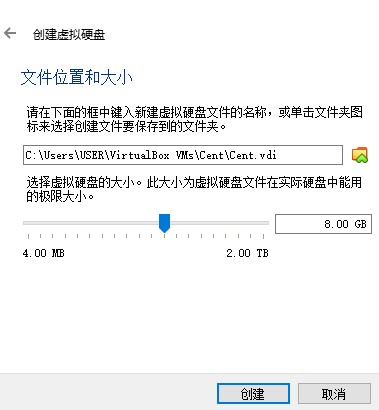 创建虚拟硬盘
文件位置和大小
请在下面的框中键入新建虚拟硬盘文件的名称，或单击文件夹图
标来选择创建文件要保存到的文件夹。
C:\Users\USER\VirtualBox VMs\Cent\Cent.vdi
选择虚拟硬盘的大小。此大小为虚拟硬盘文件在实际硬盘中能用
的极限大小。
8.00 GB
4.00 MB 2.00 TB
创建 取消